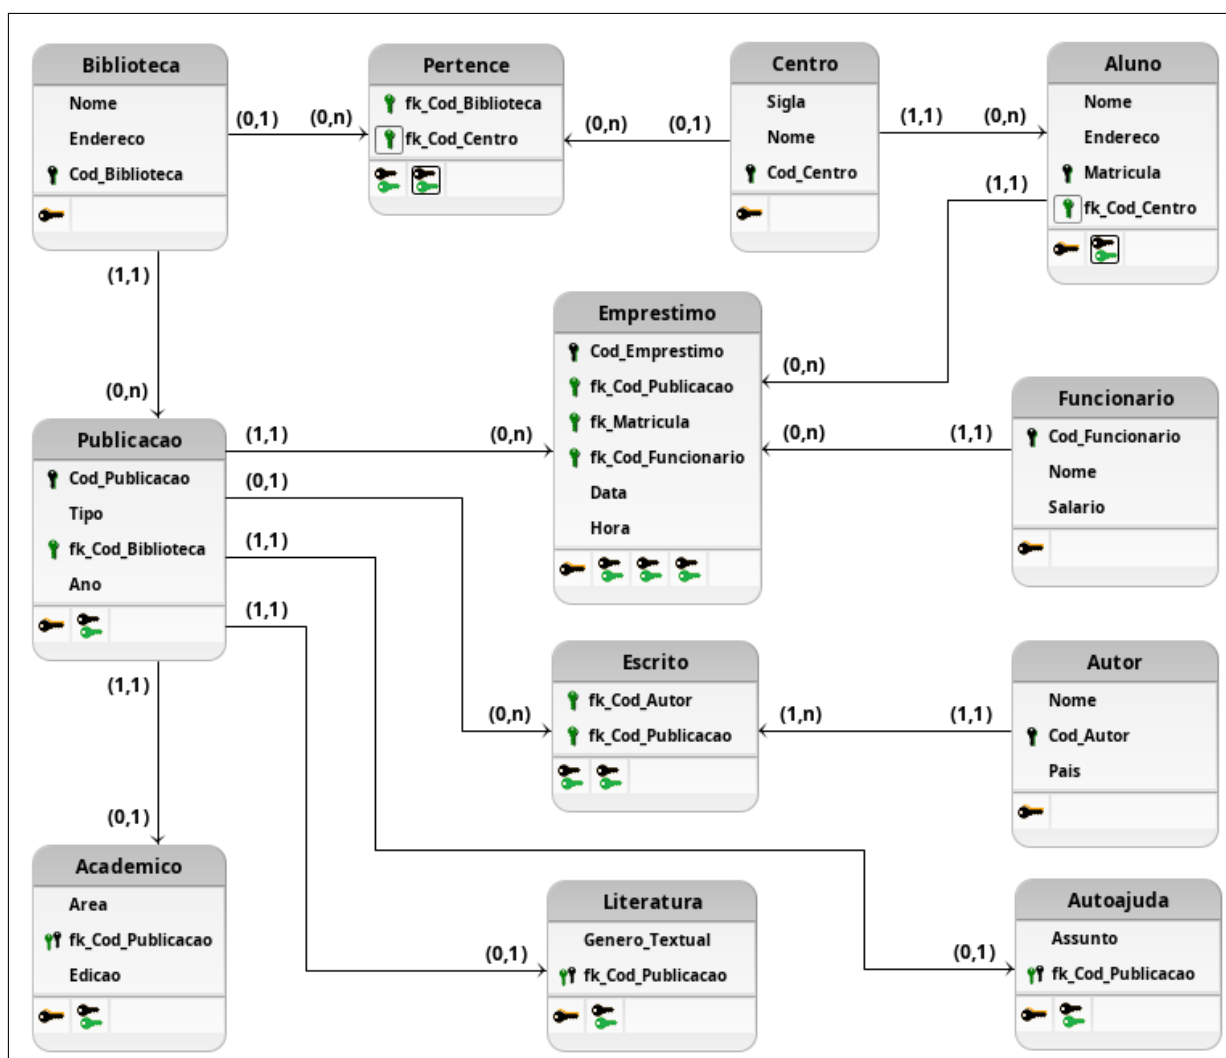 Biblioteca
Nome
Endereco
Cod_Biblioteca
(0,1)
(0,n)
Pertence
fk_Cod_Biblioteca
fk_Cod_Centro
(0,n)
(0,1)
Centro
Sigla
Nome
Cod_Centro
(1,1)
(0,n)
Aluno
Nome
Endereco
Matricula
fk_Cod_Centro
(1,1)
(1,1)
(0,n)
Emprestimo
Cod_Emprestimo
fk_Cod_Publicacao
fk_Matricula
fk_Cod_Funcionario
Data
Hora
(0,n)
(0,n)
(1,1)
Funcionario
Cod_Funcionario
Nome
Salario
Publicacao
Cod_Publicacao
Tipo
fk_Cod_Biblioteca
Ano
(1,1)
(0,n)
(0,1)
(1,1)
(1,1)
(1,1)
(0,1)
Escrito
fk_Cod_Autor
fk_Cod_Publicacao
(0,n)
(1,n)
(1,1)
Autor
Nome
Cod_Autor
Pais
Academico
Area
fk_Cod_Publicacao
Edicao
(0,1)
Literatura
Genero_Textual
fk_Cod_Publicacao
(0,1)
Autoajuda
Assunto
fk_Cod_Publicacao